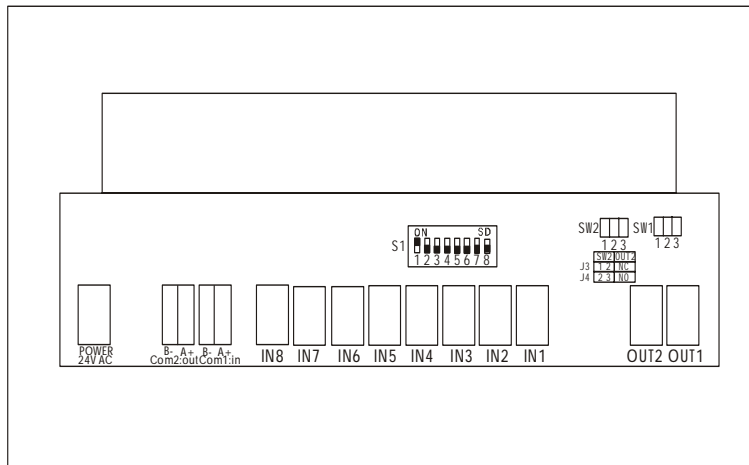 ON SD
S1
1 2 3 4 5 6 7 8
SW2 SW1
1 2 3 1 2 3
SW2 OUT2
J3 1 2 NC
J4 2 3 NO
POWER
24V AC
B- A+ B- A+
Com2:out Com1:in
IN8 IN7 IN6 IN5 IN4 IN3 IN2 IN1
OUT2 OUT1